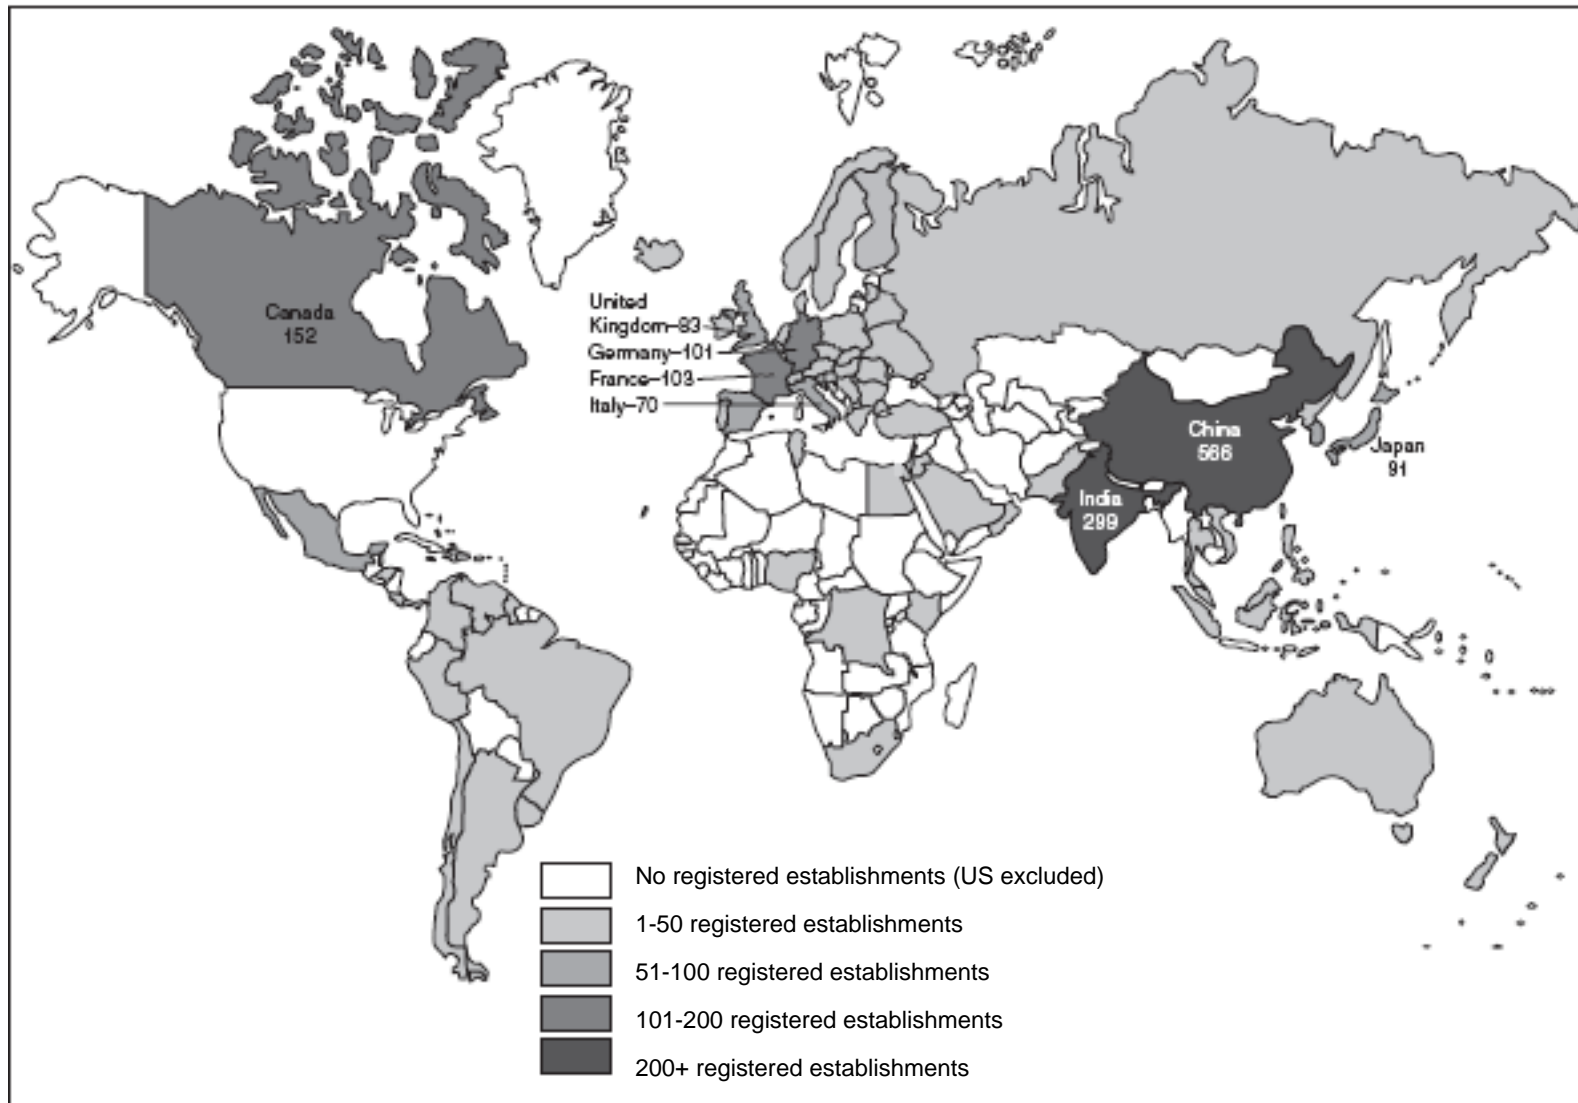 Canada
152
United
Kingdom–83
Germany–101
France–103
Italy–70
China
566
Japan
91
India
299
No registered establishments (US excluded)
1-50 registered establishments
51-100 registered establishments
101-200 registered establishments
200+ registered establishments